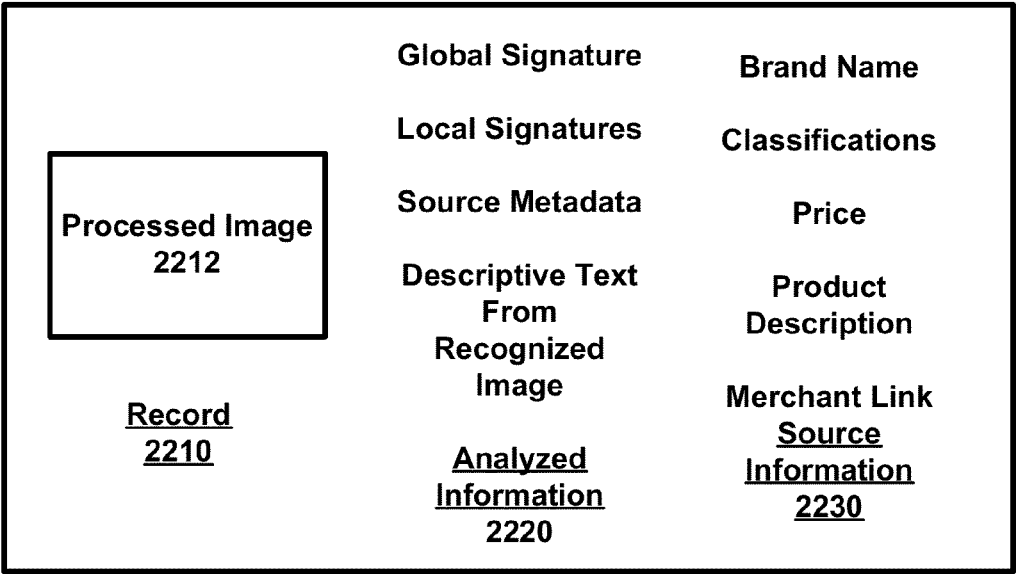 Processed Image
2212
Record
2210
Global Signature
Local Signatures
Source Metadata
Descriptive Text
From
Recognized
Image
Analyzed
Information
2220
Brand Name
Classifications
Price
Product
Description
Merchant Link
Source
Information
2230